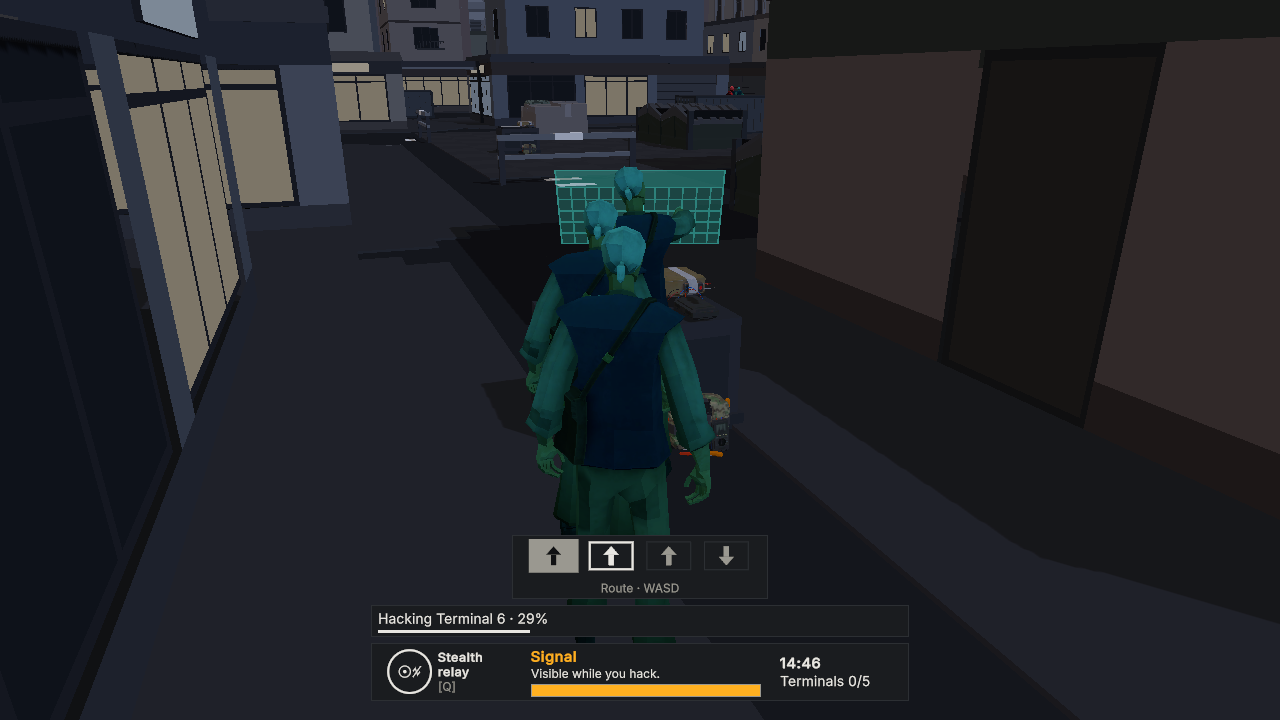 Route · WASD
Hacking Terminal 6 · 29%
Stealth
relay
[Q]
Signal
Visible while you hack.
14:46
Terminals 0/5